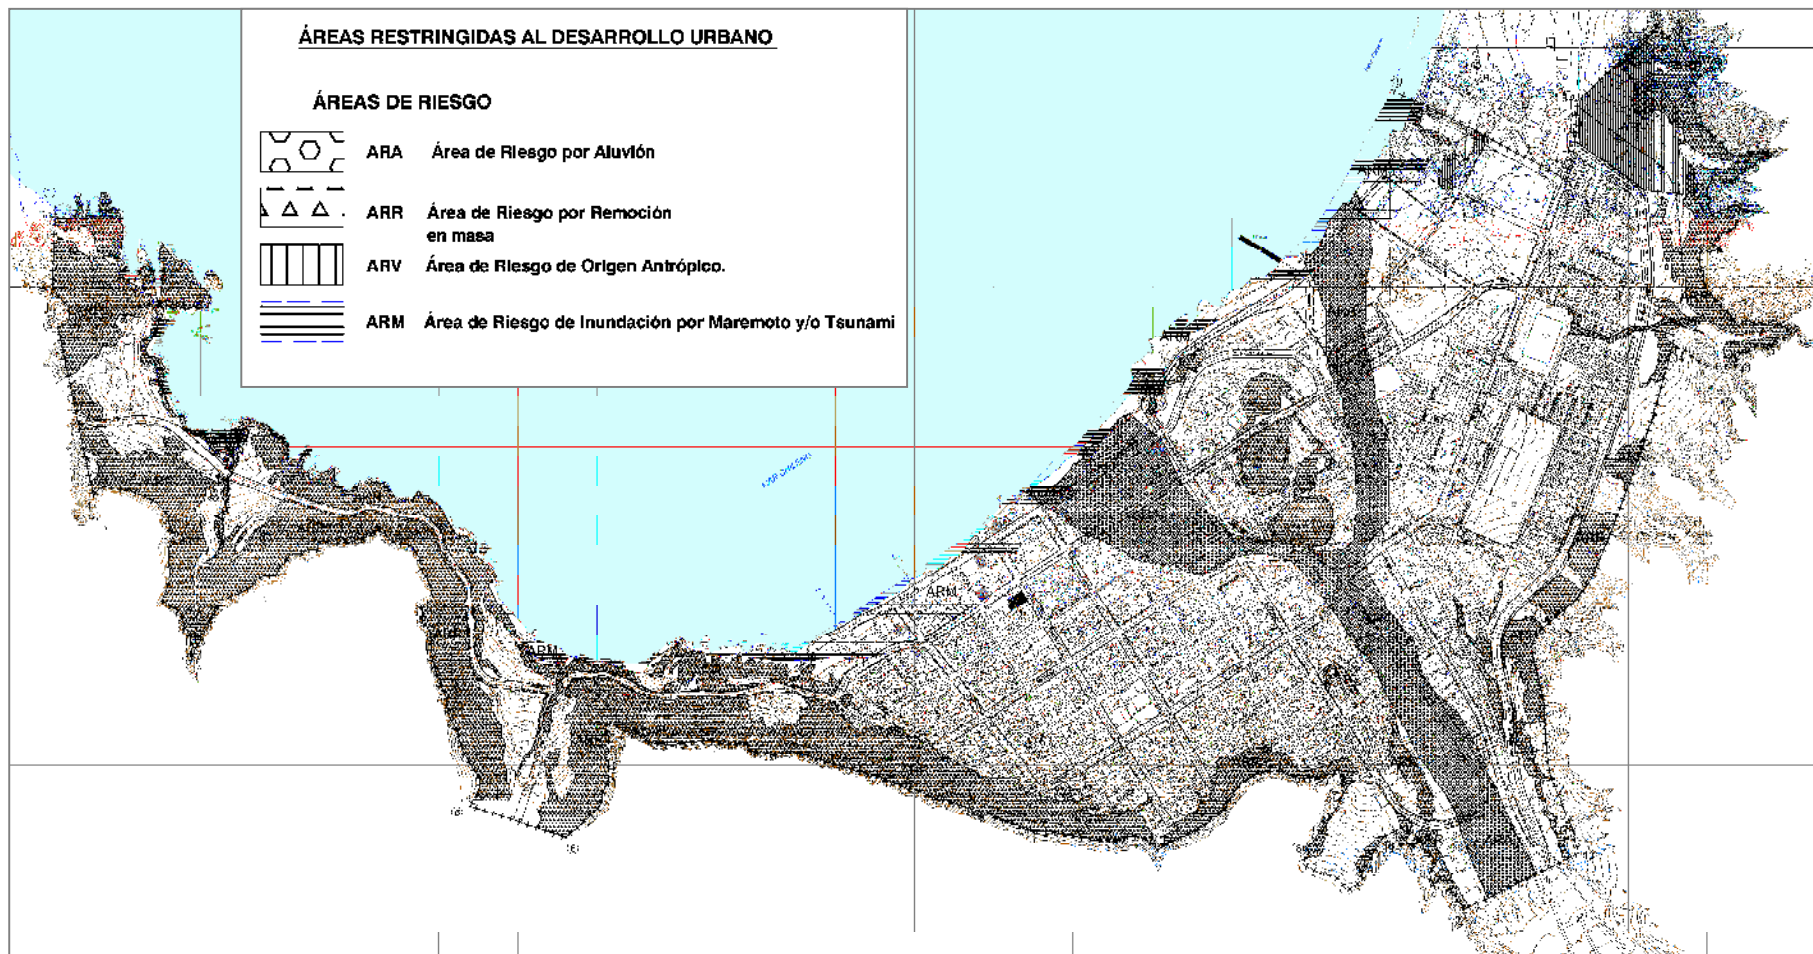 ÁREAS RESTRINGIDAS AL DESARROLLO URBANO
ÁREAS DE RIESGO
ARA Área de Riesgo por Aluvión
ARR Área de Riesgo por Remoción
en masa
ARV Área de Riesgo de Origen Antrópico.
ARM Área de Riesgo de Inundación por Maremoto y/o Tsunami
ARM
ARM